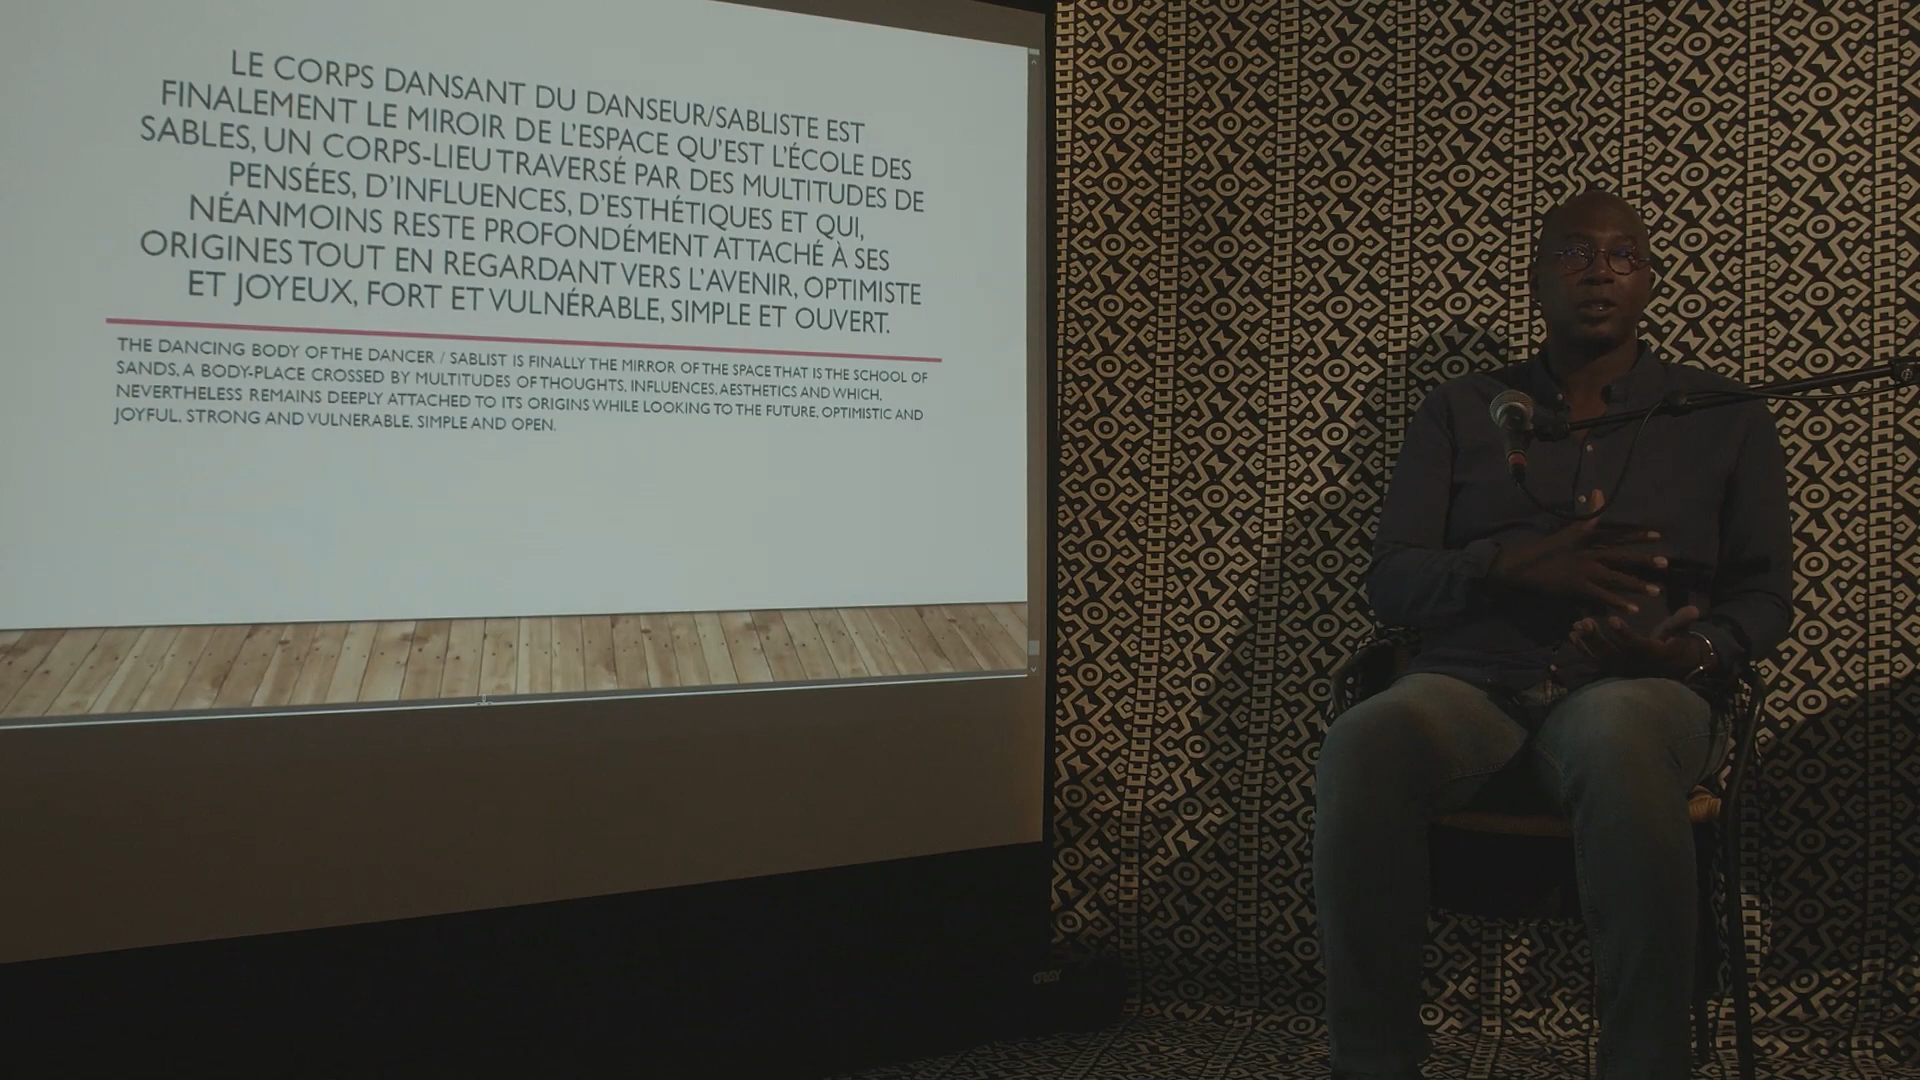 LE CORPS DANSANT DU DANSEUR/SABLISTE EST
FINALEMENT LE MIROIR DE L'ESPACE QU'EST L'ÉCOLE DES
SABLES, UN CORPS-LIEU TRAVERSÉ PAR DES MULTITUDES DE
PENSÉES, D'INFLUENCES, D'ESTHÉTIQUES ET QUI,
NÉANMOINS RESTE PROFONDÉMENT ATTACHÉ À SES
ORIGINES TOUT EN REGARDANT VERS L'AVENIR, OPTIMISTE
ET JOYEUX, FORT ET VULNÉRABLE, SIMPLE ET OUVERT.
THE DANCING BODY OF THE DANCER / SABLIST IS FINALLY THE MIRROR OF THE SPACE THAT IS THE SCHOOL OF
SANDS, A BODY-PLACE CROSSED BY MULTITUDES OF THOUGHTS, INFLUENCES, AESTHETICS AND WHICH,
NEVERTHELESS REMAINS DEEPLY ATTACHED TO ITS ORIGINS WHILE LOOKING TO THE FUTURE, OPTIMISTIC AND
JOYFUL, STRONG AND VULNERABLE, SIMPLE AND OPEN.